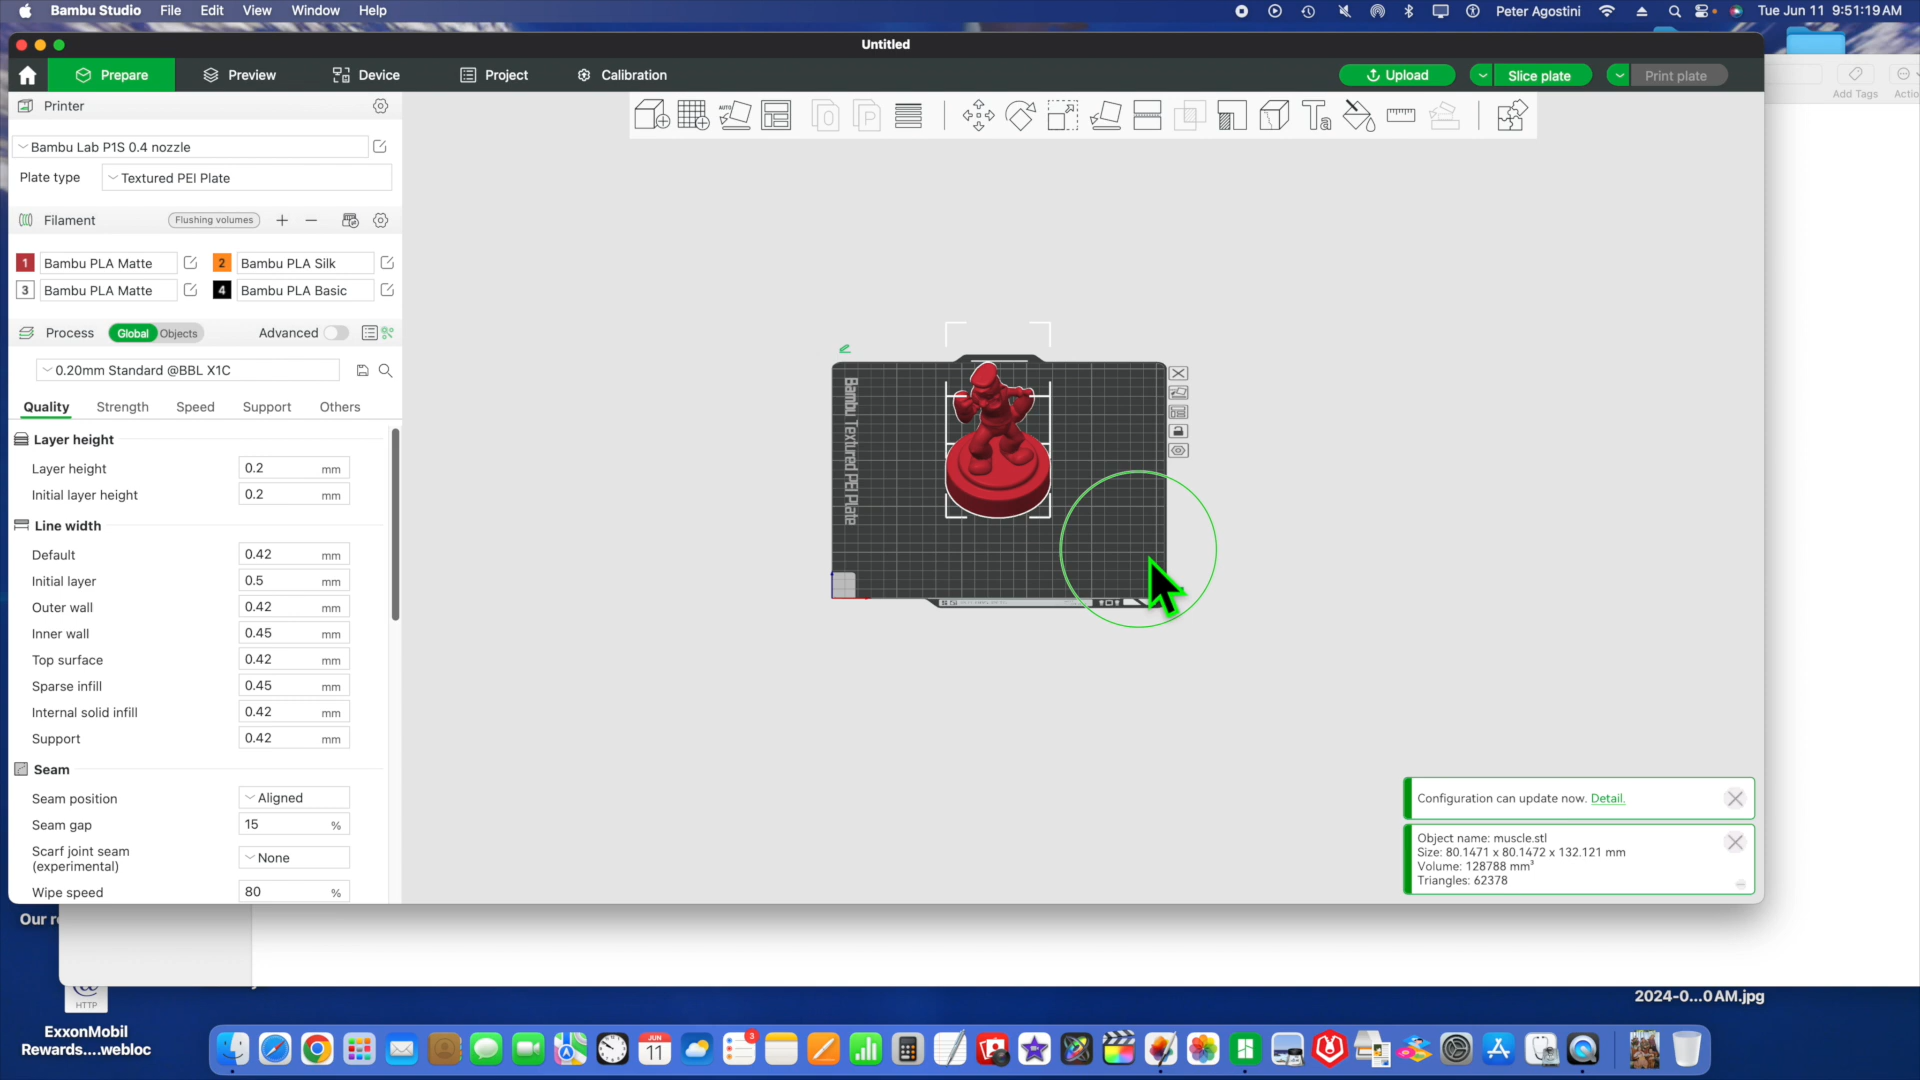 Bambu Studio File Edit View Window Help
Peter Agostini Tue Jun 11 9:51:19 AM
Untitled
Prepare Preview Device Project Calibration
Upload Slice plate Print plate
Add Tags
Printer
Bambu Lab P1S 0.4 nozzle
Plate type Textured PEI Plate
Filament Flushing volumes
1 Bambu PLA Matte 2 Bambu PLA Silk
3 Bambu PLA Matte 4 Bambu PLA Basic
Process Global Objects Advanced
0.20mm Standard @BBL X1C
Quality Strength Speed Support Others
Layer height
Layer height 0.2 mm
Initial layer height 0.2 mm
Line width
Default 0.42 mm
Initial layer 0.5 mm
Outer wall 0.42 mm
Inner wall 0.45 mm
Top surface 0.42 mm
Sparse infill 0.45 mm
Internal solid infill 0.42 mm
Support 0.42 mm
Seam
Seam position Aligned
Seam gap 15 %
Scarf joint seam
(experimental) None
Wipe speed 80 %
AUTO
O P
Ta
Bambu Textured PEI Plate
Configuration can update now. Detail.
Object name: muscle.stl
Size: 80.1471 x 80.1472 x 132.121 mm
Volume: 128788 mm³
Triangles: 62378
Our
HTTP
ExxonMobil
Rewards....webloc
2024-0...0AM.jpg
JUN
11
3